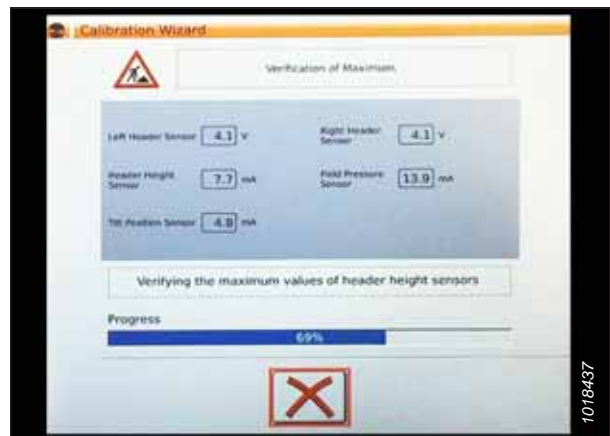 Calibration Wizard
Verification of Maximum
Left Header Sensor 4.1 V
Right Header Sensor 4.1 V
Header Height Sensor 7.7 mA
Field Pressure Sensor 13.9 mA
Tilt Position Sensor 4.8 mA
Verifying the maximum values of header height sensors
Progress
69%
1018437